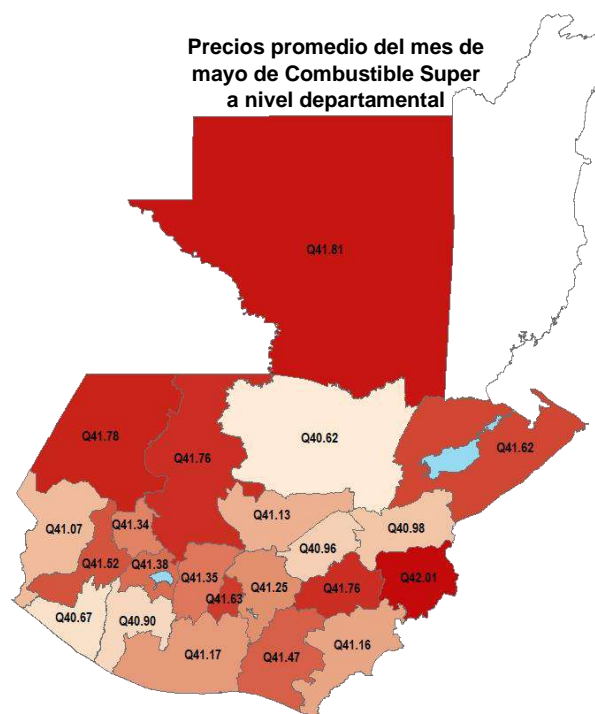 Precios promedio del mes de
mayo de Combustible Super
a nivel departamental
Q41.81
Q40.62
Q41.78
Q41.76
Q41.62
Q41.13
Q40.98
Q41.07
Q41.34
Q40.96
Q41.52
Q41.38
Q41.35
Q41.25
Q41.76
Q42.01
Q41.63
Q40.67
Q40.90
Q41.17
Q41.47
Q41.16